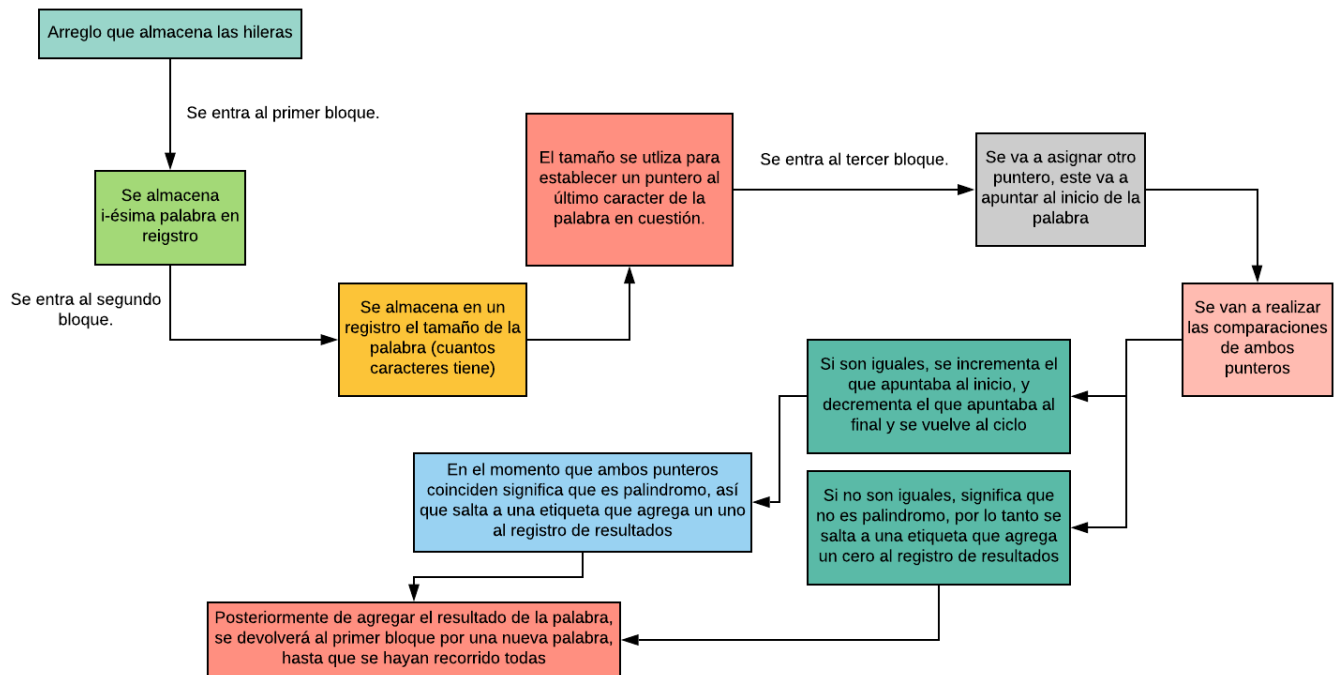 Arreglo que almacena las hileras
Se entra al primer bloque.
Se almacena
i-ésima palabra en
reigstro
Se entra al segundo
bloque.
Se almacena en un
registro el tamaño de la
palabra (cuantos
caracteres tiene)
El tamaño se utliza para
establecer un puntero al
último caracter de la
palabra en cuestión.
Se entra al tercer bloque.
Se va a asignar otro
puntero, este va a
apuntar al inicio de la
palabra
Se van a realizar
las comparaciones
de ambos
punteros
Si son iguales, se incrementa el
que apuntaba al inicio, y
decrementa el que apuntaba al
final y se vuelve al ciclo
En el momento que ambos punteros
coinciden significa que es palindromo, así
que salta a una etiqueta que agrega un uno
al registro de resultados
Si no son iguales, significa que
no es palindromo, por lo tanto se
salta a una etiqueta que agrega
un cero al registro de resultados
Posteriormente de agregar el resultado de la palabra,
se devolverá al primer bloque por una nueva palabra,
hasta que se hayan recorrido todas